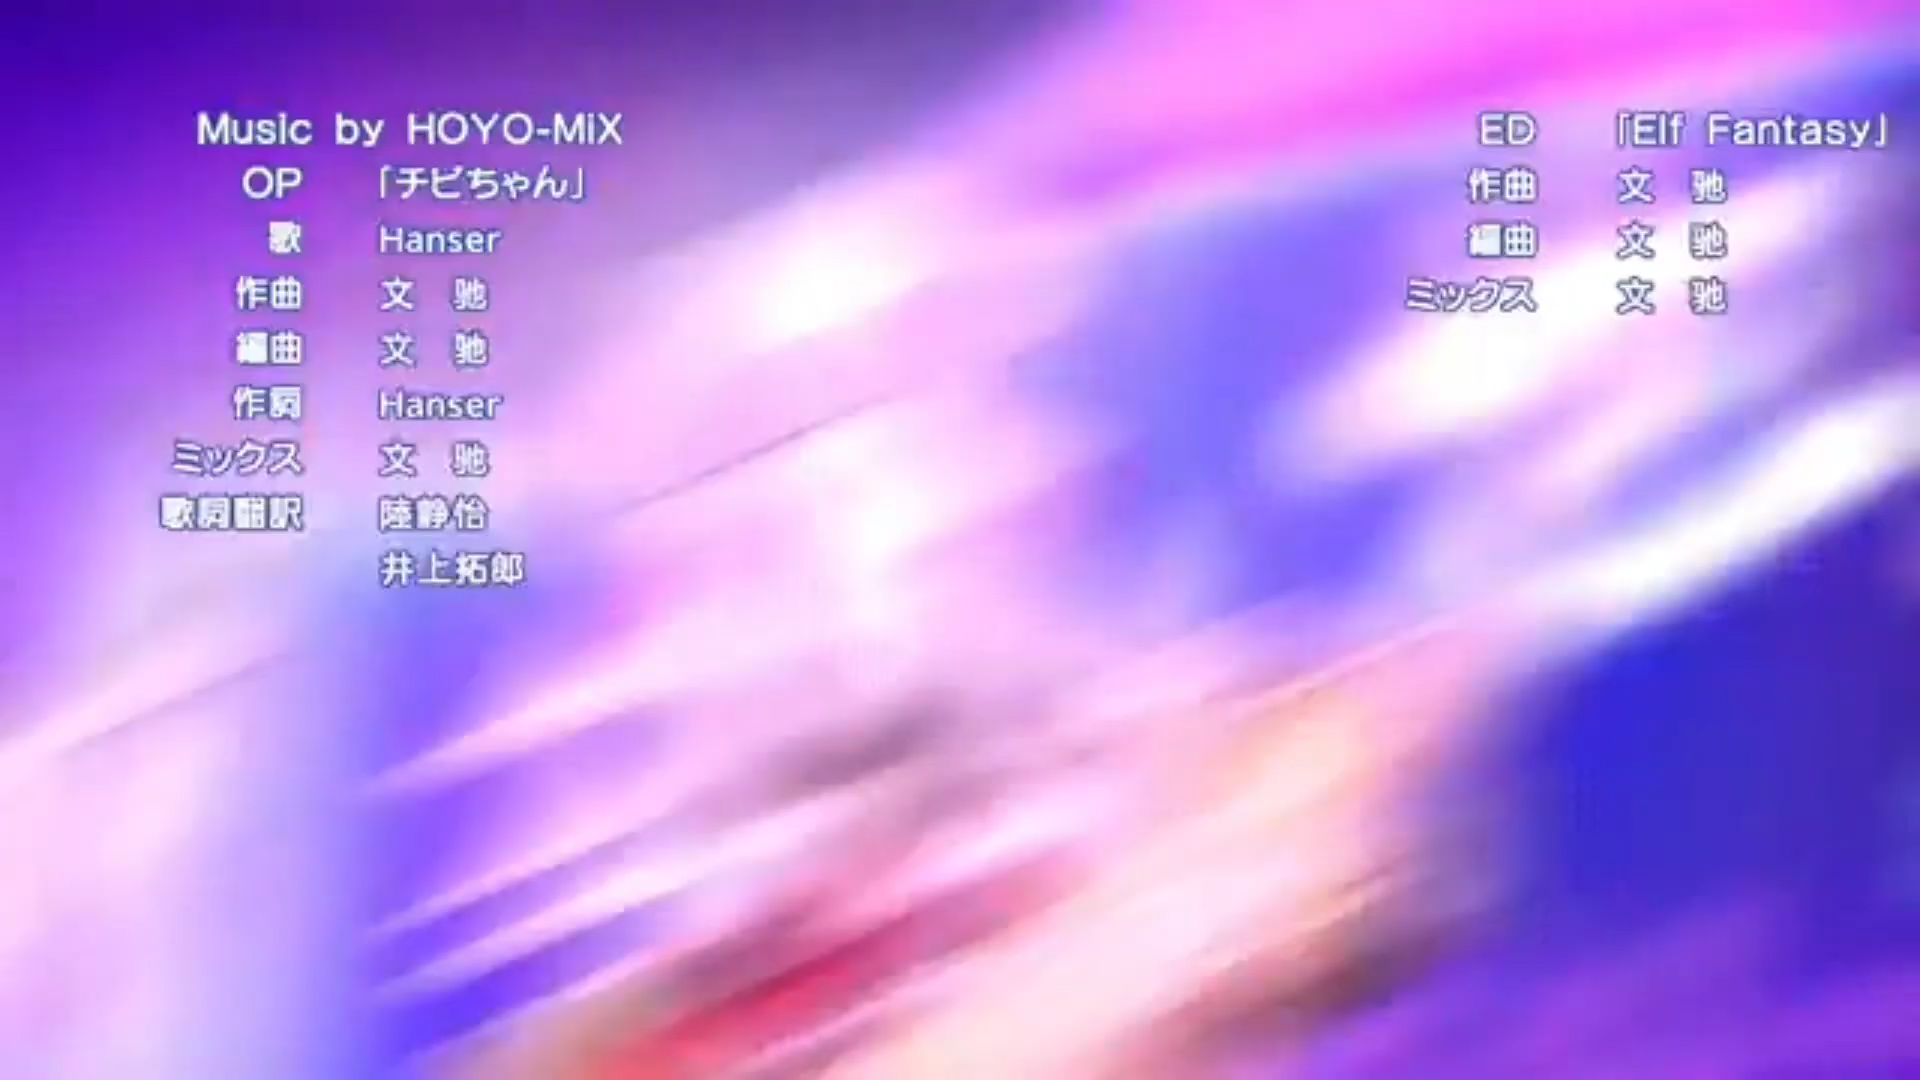 Music by HOYO-MiX
OP 「チビちゃん」
歌 Hanser
作曲 文 驰
編曲 文 驰
作詞 Hanser
ミックス 文 驰
歌詞翻訳 陸静怡
井上拓郎
ED 「Elf Fantasy」
作曲 文 驰
編曲 文 驰
ミックス 文 驰